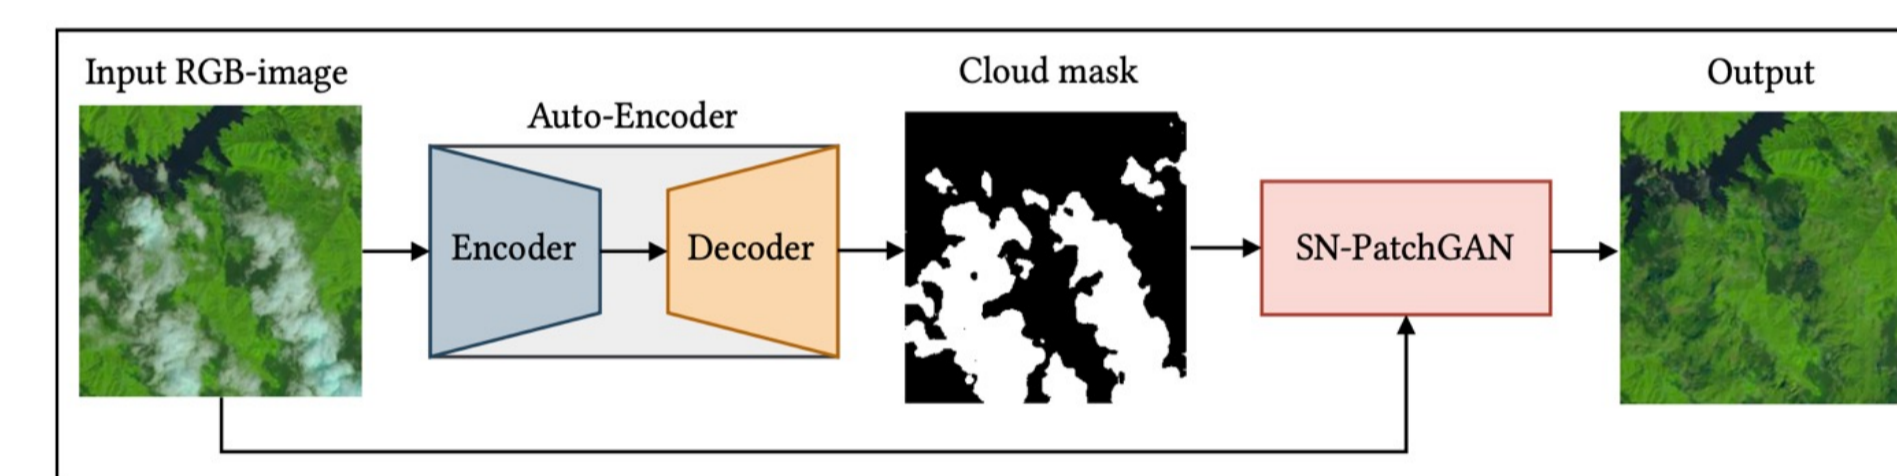 Input RGB-image
Auto-Encoder
Cloud mask
Output
Encoder
Decoder
SN-PatchGAN